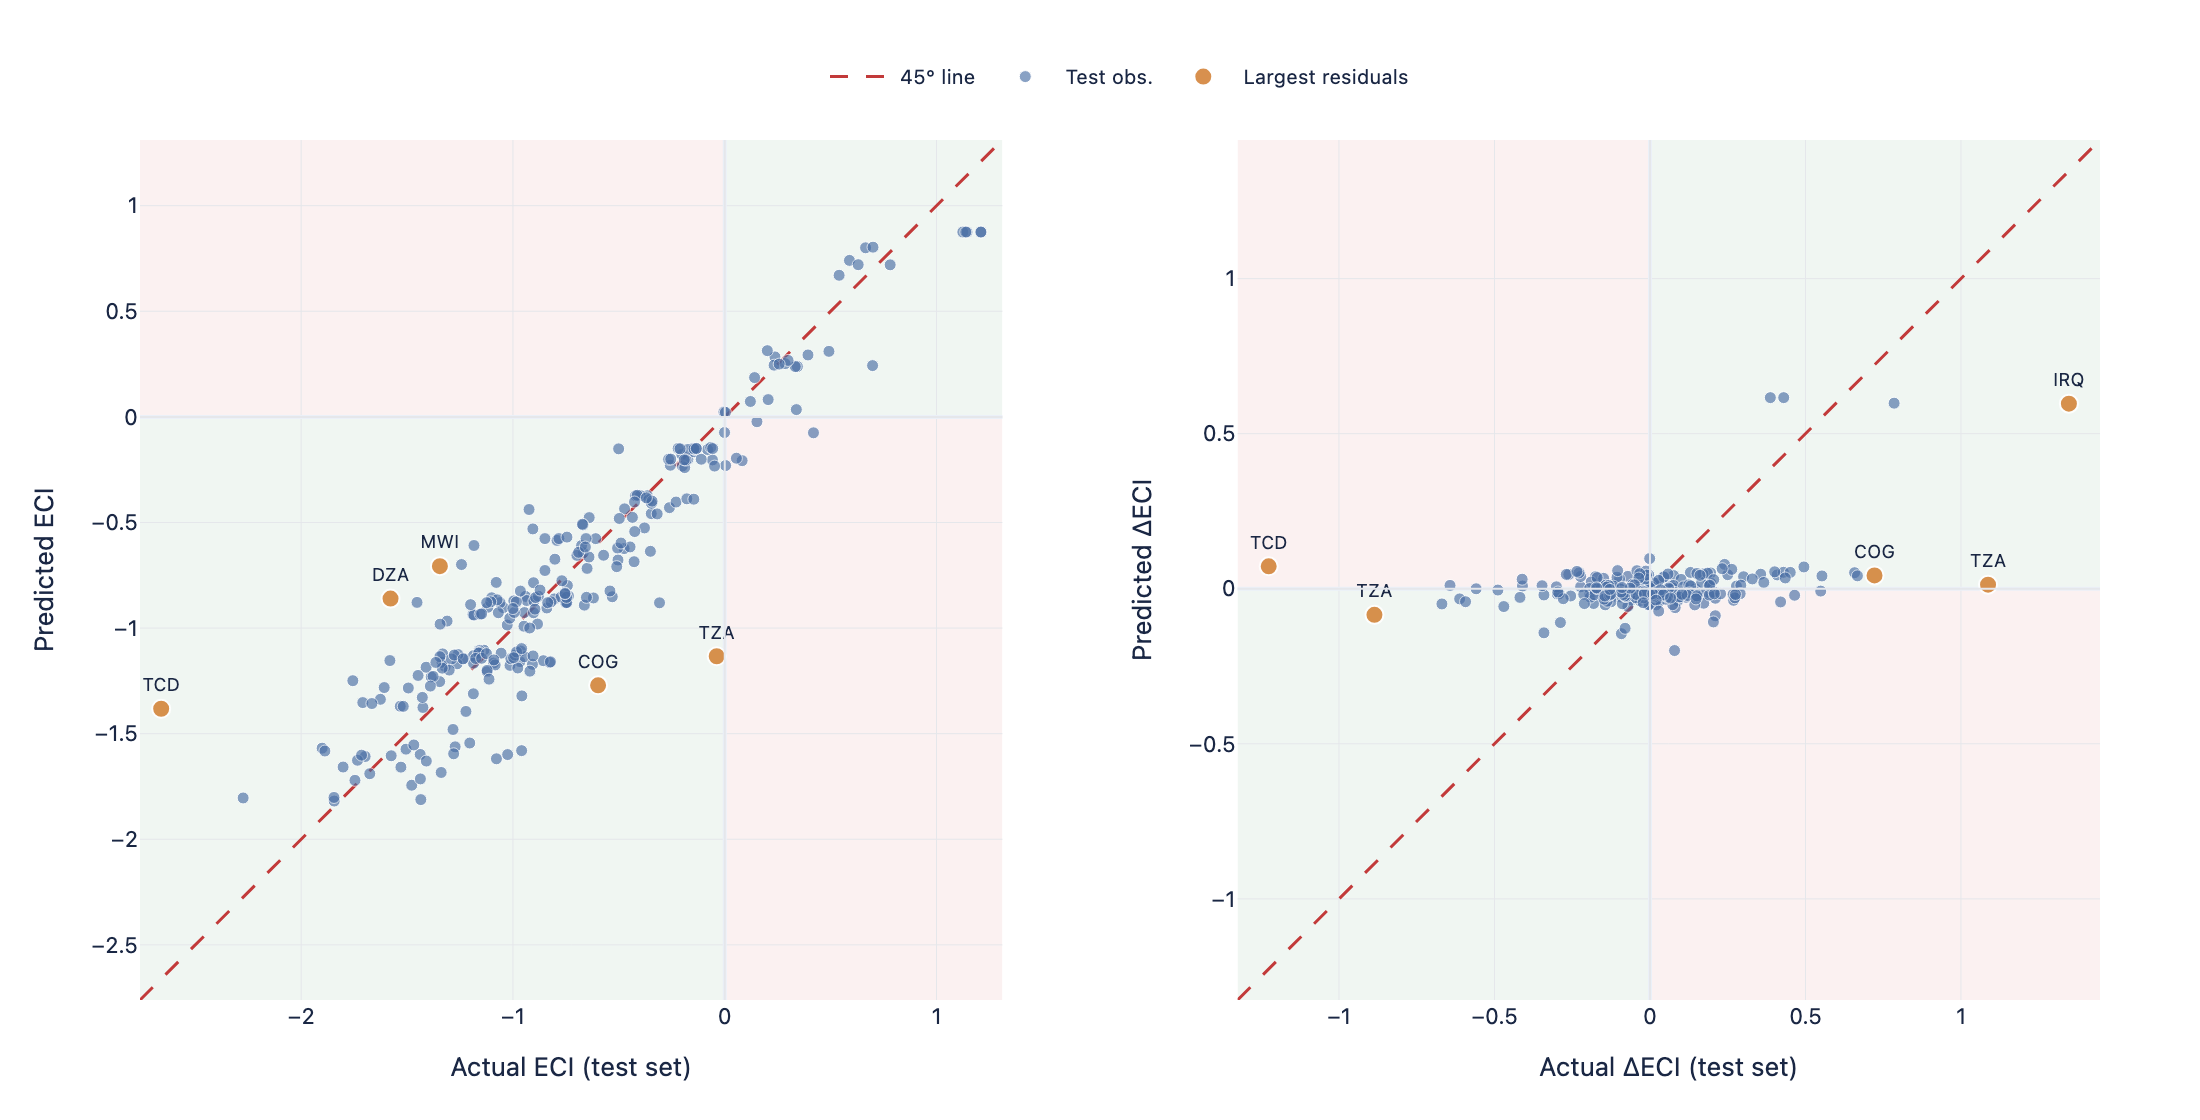 45° line Test obs. Largest residuals
Predicted ECI
1
0.5
0
−0.5
−1
−1.5
−2
−2.5
MWI
DZA
TZA
COG
TCD
−2 −1 0 1
Actual ECI (test set)
Predicted ΔECI
1
0.5
0
−0.5
−1
IRQ
TCD
COG
TZA
TZA
−1 −0.5 0 0.5 1
Actual ΔECI (test set)